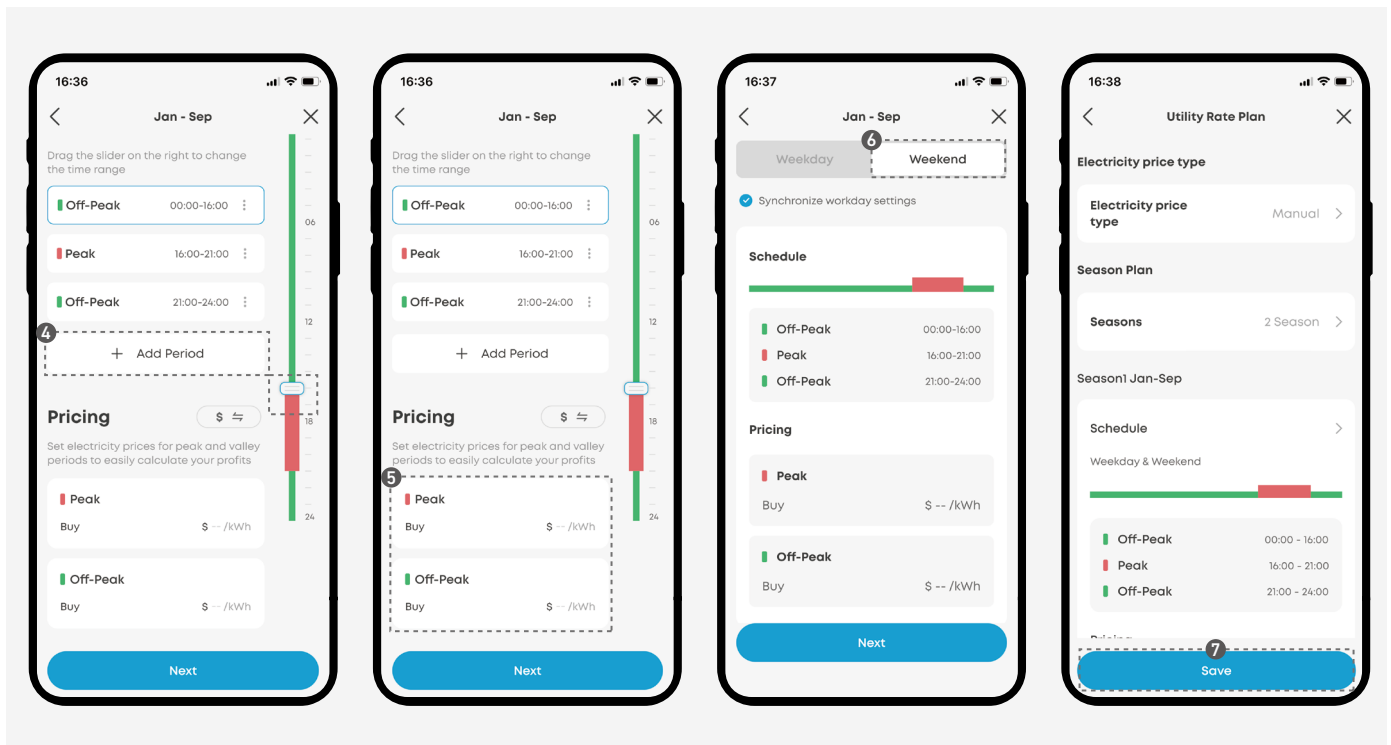 16:36
Jan - Sep
Drag the slider on the right to change
the time range
Off-Peak 00:00-16:00
Peak 16:00-21:00
Off-Peak 21:00-24:00
4
+ Add Period
Pricing $
Set electricity prices for peak and valley
periods to easily calculate your profits
Peak
Buy $ -- /kWh
Off-Peak
Buy $ -- /kWh
Next
06
12
18
24
16:36
Jan - Sep
Drag the slider on the right to change
the time range
Off-Peak 00:00-16:00
Peak 16:00-21:00
Off-Peak 21:00-24:00
+ Add Period
Pricing $
Set electricity prices for peak and valley
periods to easily calculate your profits
5
Peak
Buy $ -- /kWh
Off-Peak
Buy $ -- /kWh
Next
06
12
18
24
16:37
Jan - Sep
6
Weekday Weekend
Synchronize workday settings
Schedule
Off-Peak 00:00-16:00
Peak 16:00-21:00
Off-Peak 21:00-24:00
Pricing
Peak
Buy $ -- /kWh
Off-Peak
Buy $ -- /kWh
Next
16:38
Utility Rate Plan
Electricity price type
Electricity price
type
Manual
Season Plan
Seasons 2 Season
Season1 Jan-Sep
Schedule
Weekday & Weekend
Off-Peak 00:00 - 16:00
Peak 16:00 - 21:00
Off-Peak 21:00 - 24:00
7
Save